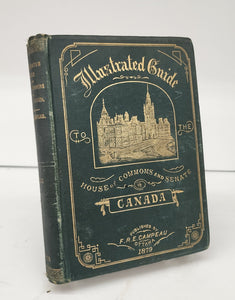 Illustrated Guide
TO THE
HOUSE OF COMMONS AND SENATE
OF
CANADA
PUBLISHED BY
F. R. E. CAMPEAU
OTTAWA
1879